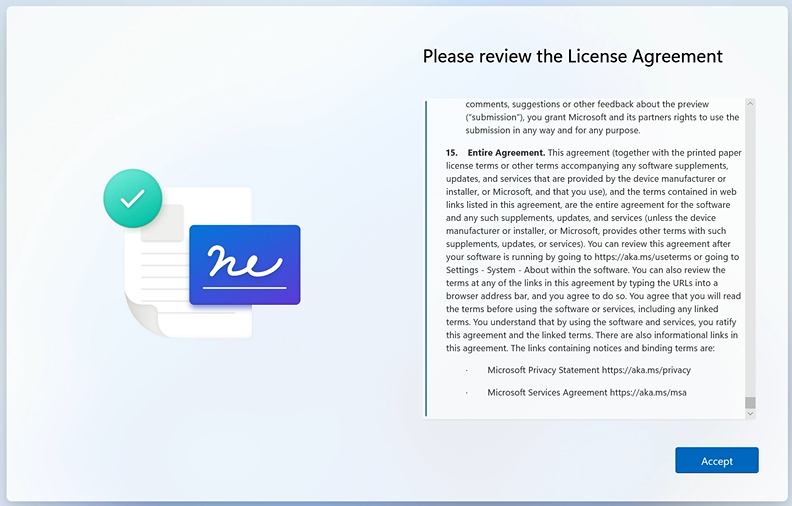 Please review the License Agreement
comments, suggestions or other feedback about the preview
("submission"), you grant Microsoft and its partners rights to use the
submission in any way and for any purpose.
15. Entire Agreement. This agreement (together with the printed paper
license terms or other terms accompanying any software supplements,
updates, and services that are provided by the device manufacturer or
installer, or Microsoft, and that you use), and the terms contained in web
links listed in this agreement, are the entire agreement for the software
and any such supplements, updates, and services (unless the device
manufacturer or installer, or Microsoft, provides other terms with such
supplements, updates, or services). You can review this agreement after
your software is running by going to https://aka.ms/useterms or going to
Settings - System - About within the software. You can also review the
terms at any of the links in this agreement by typing the URLs into a
browser address bar, and you agree to do so. You agree that you will read
the terms before using the software or services, including any linked
terms. You understand that by using the software and services, you ratify
this agreement and the linked terms. There are also informational links in
this agreement. The links containing notices and binding terms are:
· Microsoft Privacy Statement https://aka.ms/privacy
· Microsoft Services Agreement https://aka.ms/msa
Accept